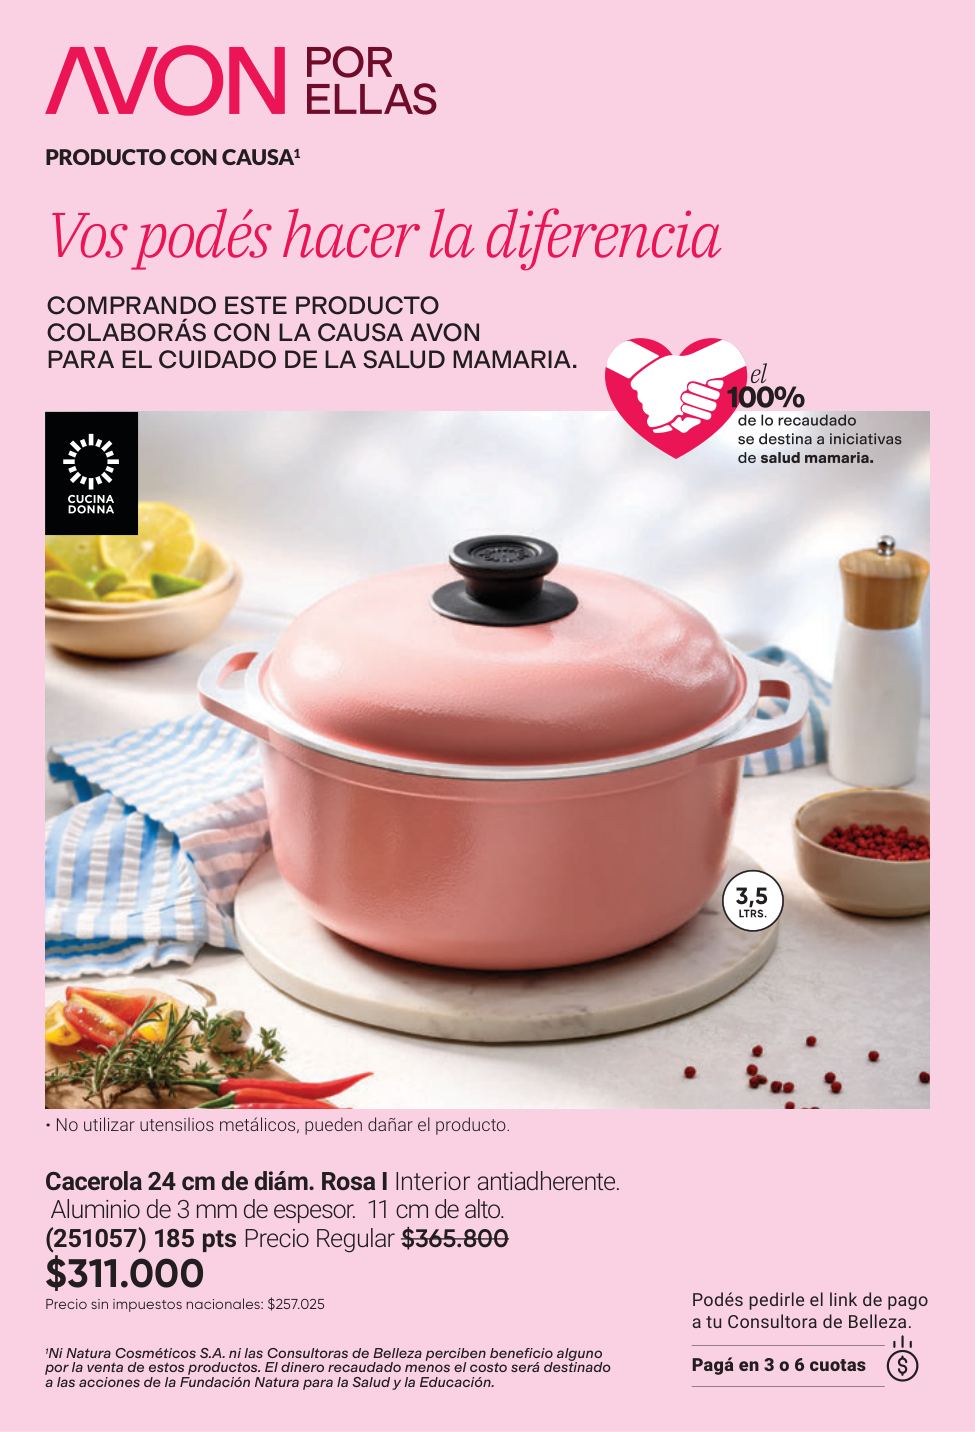 AVON POR
ELLAS
PRODUCTO CON CAUSA¹
Vos podés hacer la diferencia
COMPRANDO ESTE PRODUCTO
COLABORÁS CON LA CAUSA AVON
PARA EL CUIDADO DE LA SALUD MAMARIA.
el
100%
de lo recaudado
se destina a iniciativas
de salud mamaria.
CUCINA
DONNA
3,5
LTRS.
• No utilizar utensilios metálicos, pueden dañar el producto.
Cacerola 24 cm de diám. Rosa I Interior antiadherente.
Aluminio de 3 mm de espesor. 11 cm de alto.
(251057) 185 pts Precio Regular $365.800
$311.000
Precio sin impuestos nacionales: $257.025
¹Ni Natura Cosméticos S.A. ni las Consultoras de Belleza perciben beneficio alguno
por la venta de estos productos. El dinero recaudado menos el costo será destinado
a las acciones de la Fundación Natura para la Salud y la Educación.
Podés pedirle el link de pago
a tu Consultora de Belleza.
Pagá en 3 o 6 cuotas
$